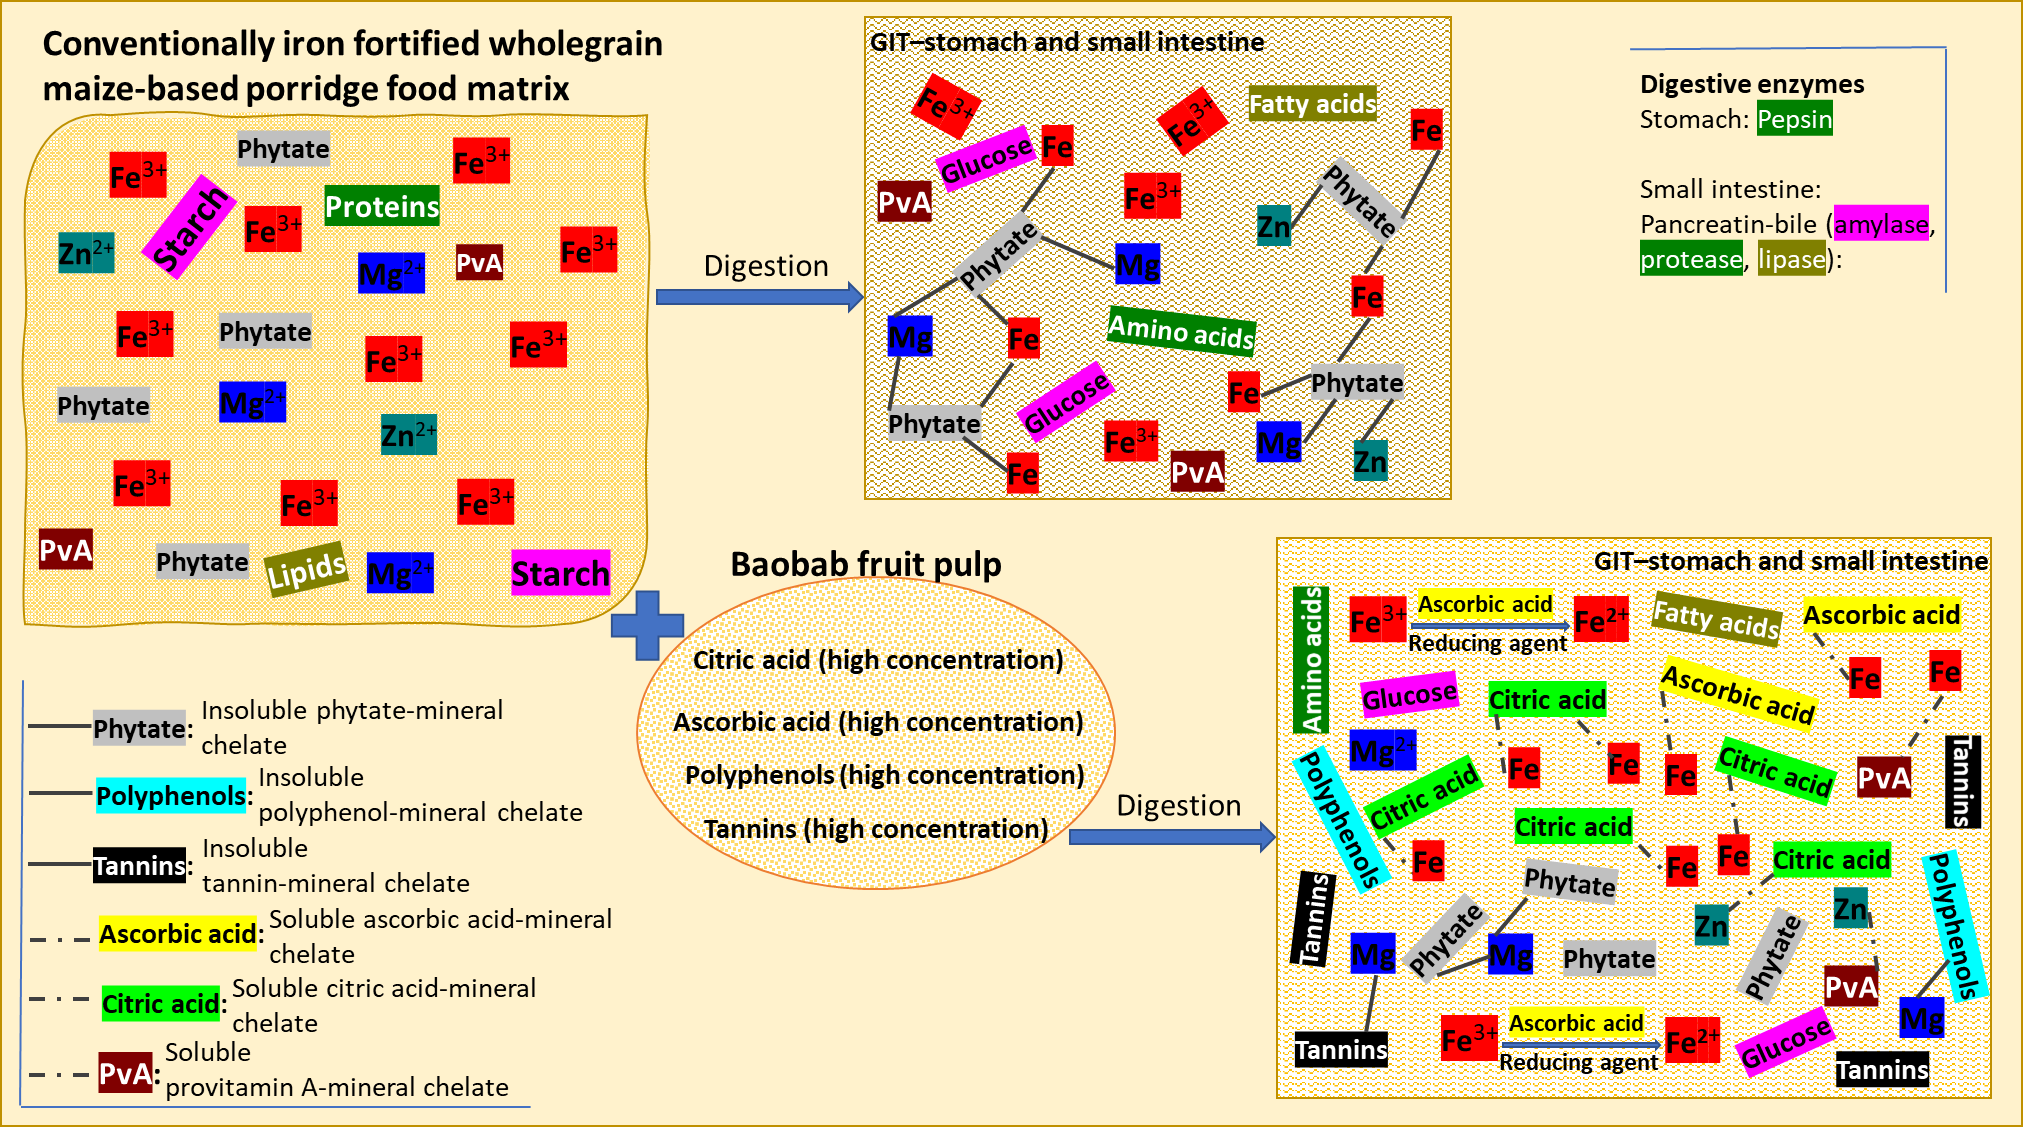 Conventionally iron fortified wholegrain
maize-based porridge food matrix
Fe3+
Phytate
Fe3+
Starch
Proteins
Fe3+
Zn2+
Mg2+
PvA
Fe3+
Fe3+
Phytate
Fe3+
Fe3+
Phytate
Mg2+
Zn2+
Fe3+
Fe3+
Fe3+
PvA
Phytate
Lipids
Mg2+
Starch
Digestion
GIT–stomach and small intestine
Fe3+
Fe3+
Fatty acids
Fe
Glucose
Fe
PvA
Fe3+
Phytate
Zn
Phytate
Mg
Fe
Mg
Fe
Amino acids
Fe
Phytate
Glucose
Phytate
Fe3+
Mg
Zn
Fe
PvA
Digestive enzymes
Stomach: Pepsin
Small intestine:
Pancreatin-bile (amylase,
protease, lipase):
Baobab fruit pulp
Citric acid (high concentration)
Ascorbic acid (high concentration)
Polyphenols (high concentration)
Tannins (high concentration)
Digestion
Phytate: Insoluble phytate-mineral
chelate
Polyphenols: Insoluble
polyphenol-mineral chelate
Tannins: Insoluble
tannin-mineral chelate
Ascorbic acid: Soluble ascorbic acid-mineral
chelate
Citric acid: Soluble citric acid-mineral
chelate
PvA: Soluble
provitamin A-mineral chelate
GIT–stomach and small intestine
Amino acids
Fe3+
Ascorbic acid
Reducing agent
Fe2+
Fatty acids
Ascorbic acid
Glucose
Citric acid
Ascorbic acid
Fe
Fe
Mg2+
Polyphenols
Citric acid
Fe
Fe
Fe
Citric acid
PvA
Tannins
Citric acid
Fe
Fe
Fe
Citric acid
Tannins
Phytate
Zn
Zn
Polyphenols
Mg
Phytate
Mg
Phytate
Phytate
PvA
Mg
Tannins
Fe3+
Ascorbic acid
Reducing agent
Fe2+
Glucose
Tannins